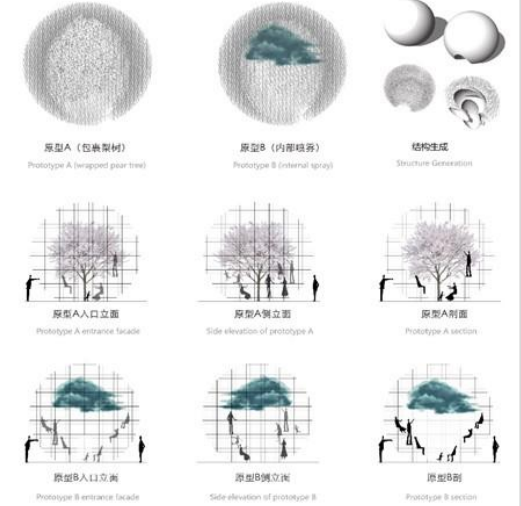 原型A（包裹梨树）
Prototype A (wrapped pear tree)
原型B（内部喷雾）
Prototype B (internal spray)
结构生成
Structure Generation
原型A入口立面
Prototype A entrance facade
原型A侧立面
Side elevation of prototype A
原型A剖面
Prototype A section
原型B入口立面
Prototype B entrance facade
原型B侧立面
Side elevation of prototype B
原型B剖
Prototype B section